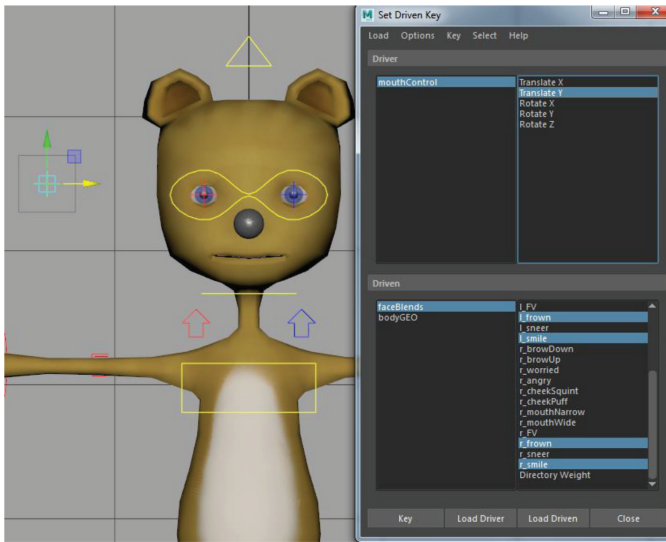 Set Driven Key
Load Options Key Select Help
Driver
mouthControl
Translate X
Translate Y
Rotate X
Rotate Y
Rotate Z
Driven
faceBlends
bodyGEO
l_FV
l_frown
l_sneer
l_smile
r_browDown
r_browUp
r_worried
r_angry
r_cheekSquint
r_cheekPuff
r_mouthNarrow
r_mouthWide
r_FV
r_frown
r_sneer
r_smile
Directory Weight
Key Load Driver Load Driven Close